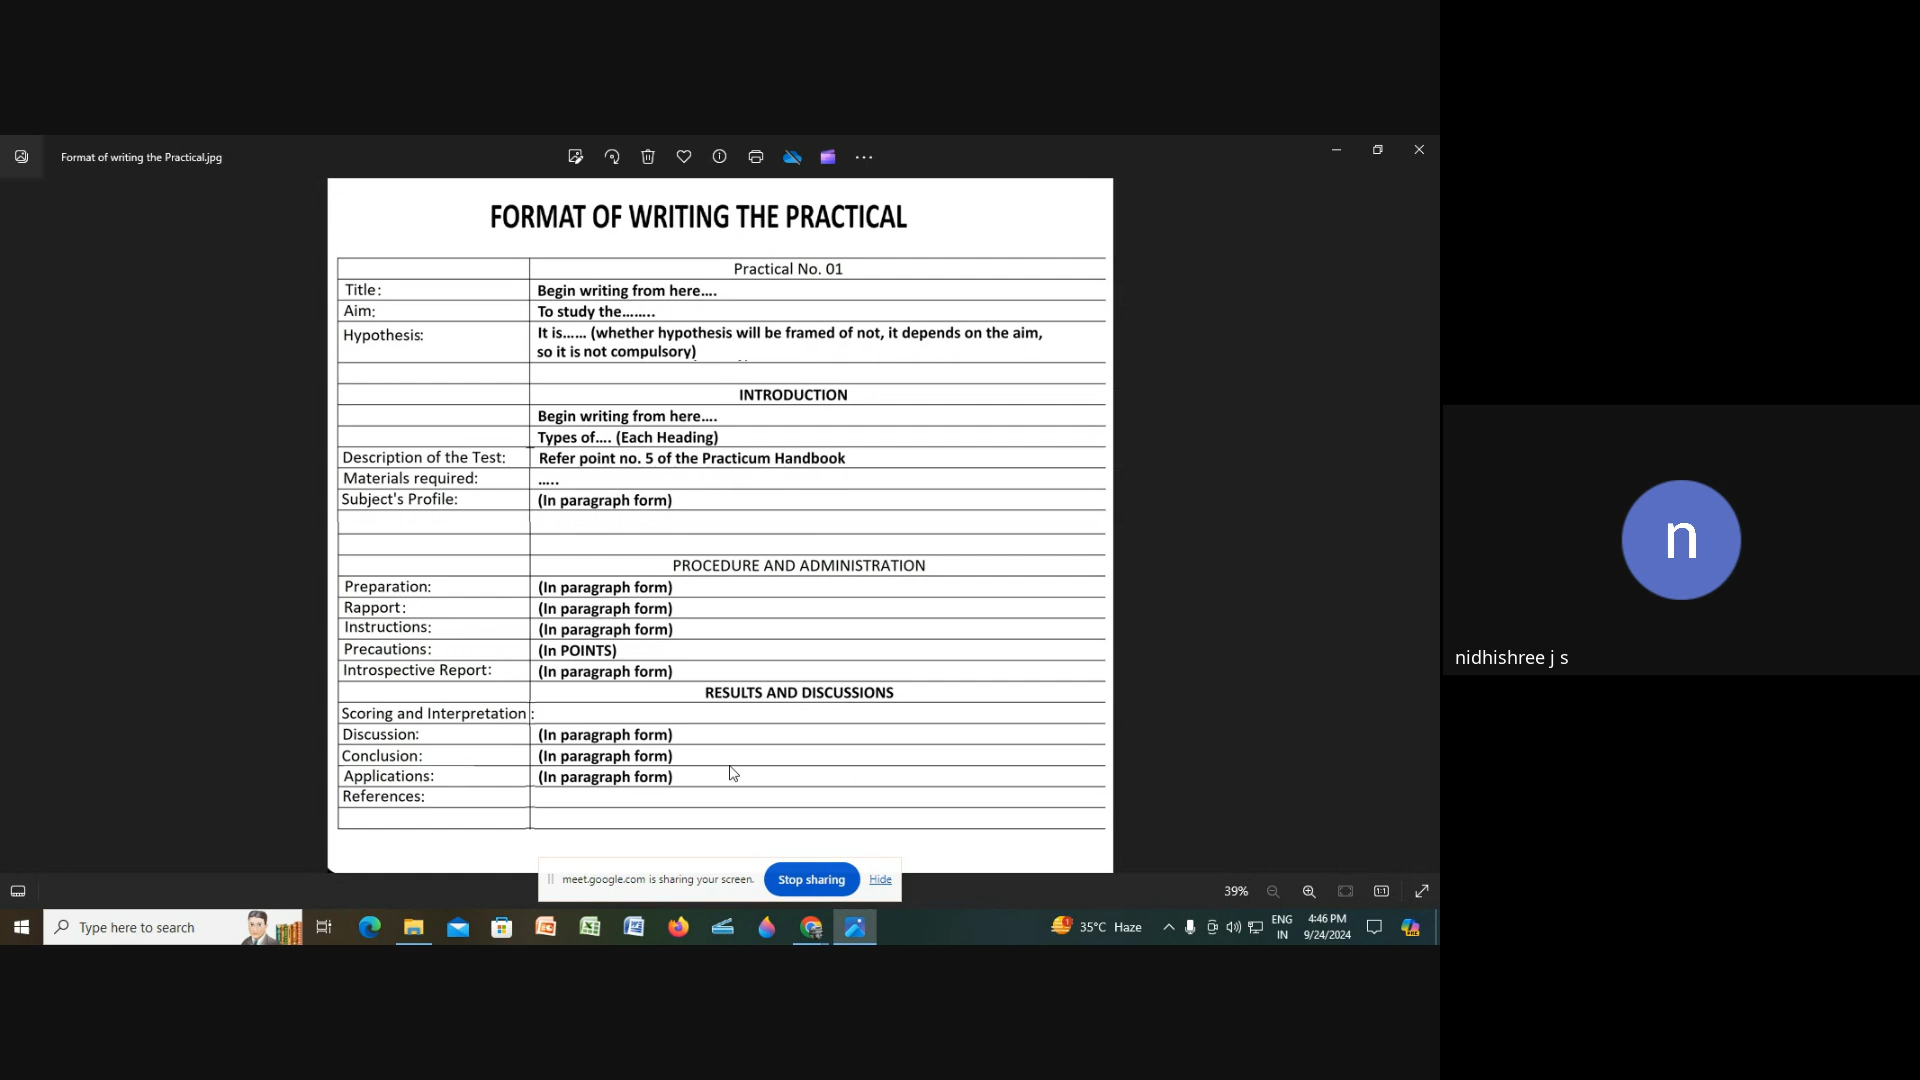 Format of writing the Practical.jpg
FORMAT OF WRITING THE PRACTICAL
Practical No. 01
Title: Begin writing from here....
Aim: To study the........
Hypothesis: It is...... (whether hypothesis will be framed of not, it depends on the aim,
so it is not compulsory)
INTRODUCTION
Begin writing from here....
Types of.... (Each Heading)
Description of the Test: Refer point no. 5 of the Practicum Handbook
Materials required: .....
Subject's Profile: (In paragraph form)
PROCEDURE AND ADMINISTRATION
Preparation: (In paragraph form)
Rapport: (In paragraph form)
Instructions: (In paragraph form)
Precautions: (In POINTS)
Introspective Report: (In paragraph form)
RESULTS AND DISCUSSIONS
Scoring and Interpretation :
Discussion: (In paragraph form)
Conclusion: (In paragraph form)
Applications: (In paragraph form)
References:
meet.google.com is sharing your screen. Stop sharing Hide
39%
Type here to search
35°C Haze
ENG
IN
4:46 PM
9/24/2024
n
nidhishree j s